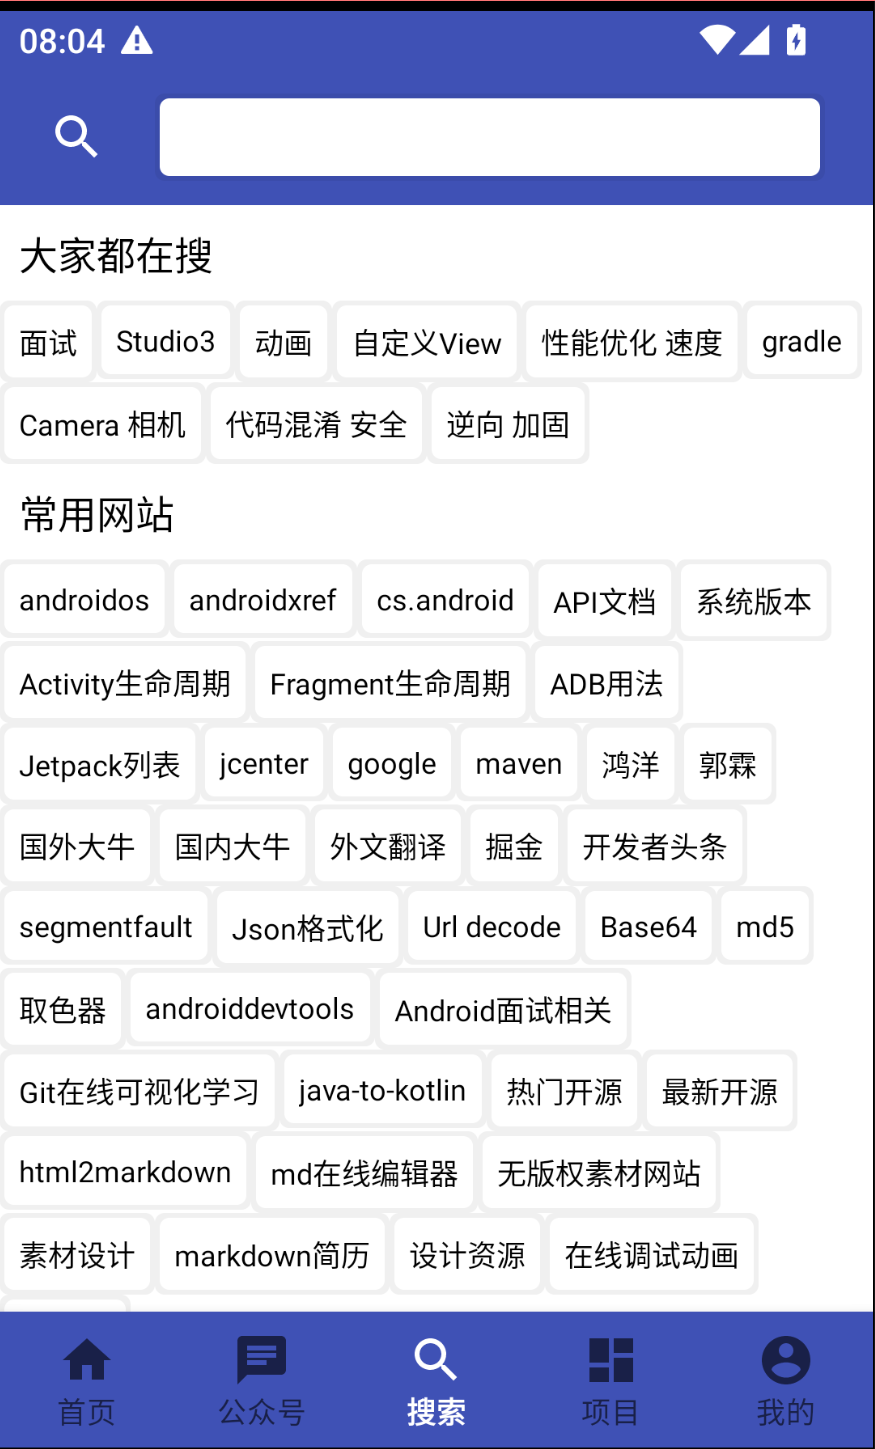 08:04
大家都在搜
面试 Studio3 动画 自定义View 性能优化 速度 gradle
Camera 相机 代码混淆 安全 逆向 加固
常用网站
androidos androidxref cs.android API文档 系统版本
Activity生命周期 Fragment生命周期 ADB用法
Jetpack列表 jcenter google maven 鸿洋 郭霖
国外大牛 国内大牛 外文翻译 掘金 开发者头条
segmentfault Json格式化 Url decode Base64 md5
取色器 androiddevtools Android面试相关
Git在线可视化学习 java-to-kotlin 热门开源 最新开源
html2markdown md在线编辑器 无版权素材网站
素材设计 markdown简历 设计资源 在线调试动画
首页 公众号 搜索 项目 我的